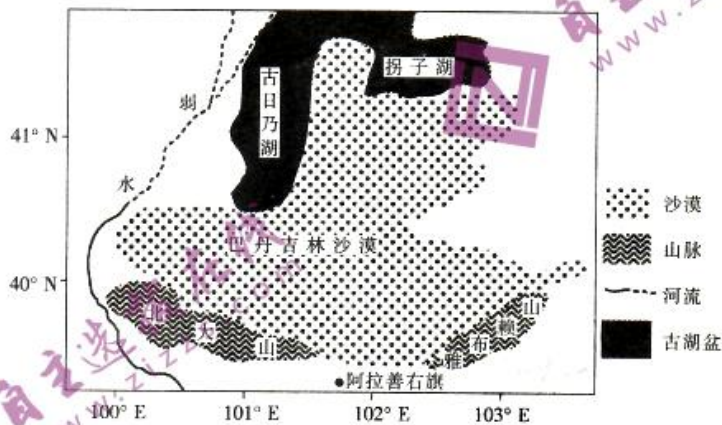 古日乃湖
拐子湖
弱
水
41° N
40° N
巴丹吉林沙漠
北大山
雅布赖山
阿拉善右旗
100° E
101° E
102° E
103° E
沙漠
山脉
河流
古湖盆